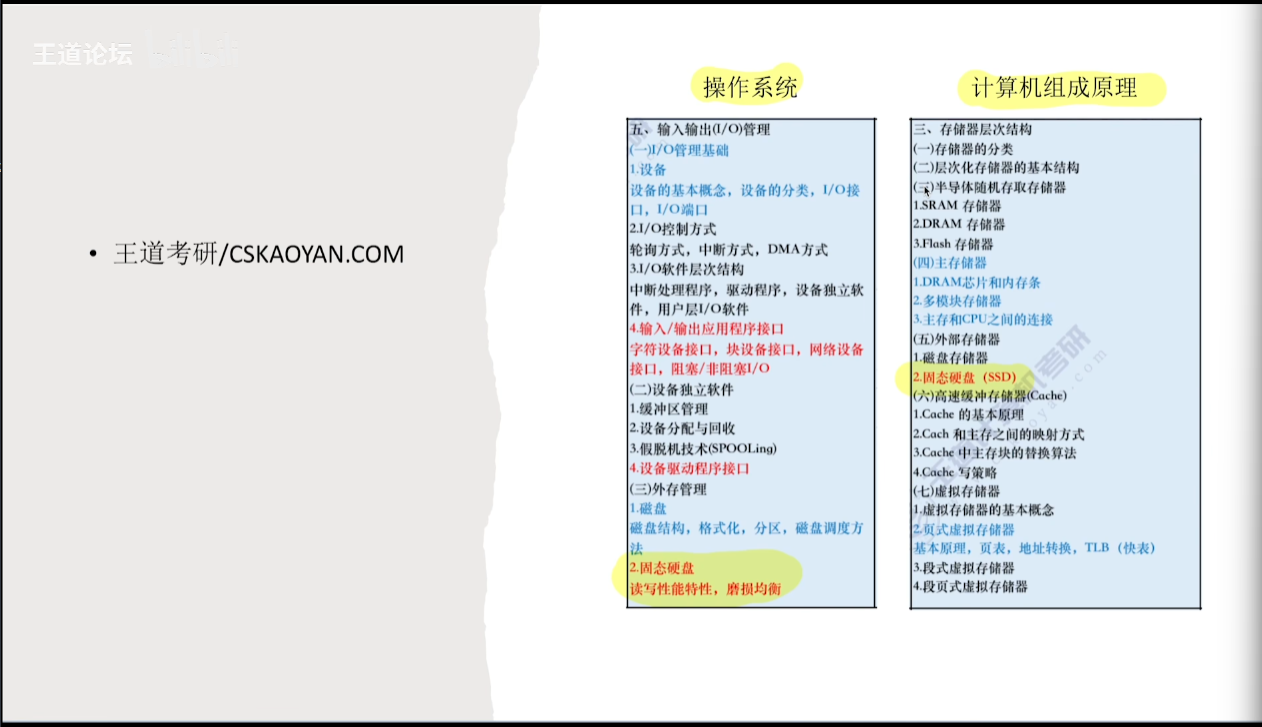 王道论坛
• 王道考研/CSKAOYAN.COM
操作系统
五、输入输出(I/O)管理
(一)I/O管理基础
1.设备
设备的基本概念，设备的分类，I/O接
口，I/O端口
2.I/O控制方式
轮询方式，中断方式，DMA方式
3.I/O软件层次结构
中断处理程序，驱动程序，设备独立软
件，用户层I/O软件
4.输入/输出应用程序接口
字符设备接口，块设备接口，网络设备
接口，阻塞/非阻塞I/O
(二)设备独立软件
1.缓冲区管理
2.设备分配与回收
3.假脱机技术(SPOOLing)
4.设备驱动程序接口
(三)外存管理
1.磁盘
磁盘结构，格式化，分区，磁盘调度方
法
2.固态硬盘
读写性能特性，磨损均衡
计算机组成原理
三、存储器层次结构
(一)存储器的分类
(二)层次化存储器的基本结构
(三)半导体随机存取存储器
1.SRAM 存储器
2.DRAM 存储器
3.Flash 存储器
(四)主存储器
1.DRAM芯片和内存条
2.多模块存储器
3.主存和CPU之间的连接
(五)外部存储器
1.磁盘存储器
2.固态硬盘（SSD）
(六)高速缓冲存储器(Cache)
1.Cache 的基本原理
2.Cach 和主存之间的映射方式
3.Cache 中主存块的替换算法
4.Cache 写策略
(七)虚拟存储器
1.虚拟存储器的基本概念
2.页式虚拟存储器
基本原理，页表，地址转换，TLB（快表）
3.段式虚拟存储器
4.段页式虚拟存储器